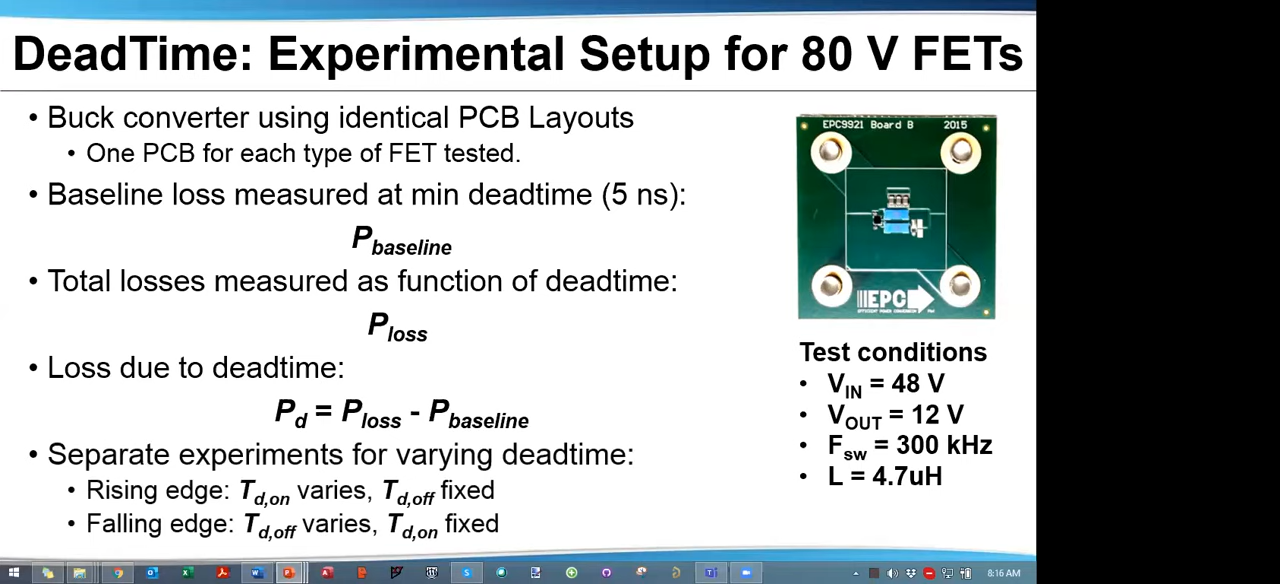 DeadTime: Experimental Setup for 80 V FETs
• Buck converter using identical PCB Layouts
• One PCB for each type of FET tested.
• Baseline loss measured at min deadtime (5 ns):
Pbaseline
• Total losses measured as function of deadtime:
Ploss
• Loss due to deadtime:
Pd = Ploss - Pbaseline
• Separate experiments for varying deadtime:
• Rising edge: Td,on varies, Td,off fixed
• Falling edge: Td,off varies, Td,on fixed
EPC9921 Board B 2015
EPC
EFFICIENT POWER CONVERSION
Test conditions
• VIN = 48 V
• VOUT = 12 V
• Fsw = 300 kHz
• L = 4.7uH
8:16 AM